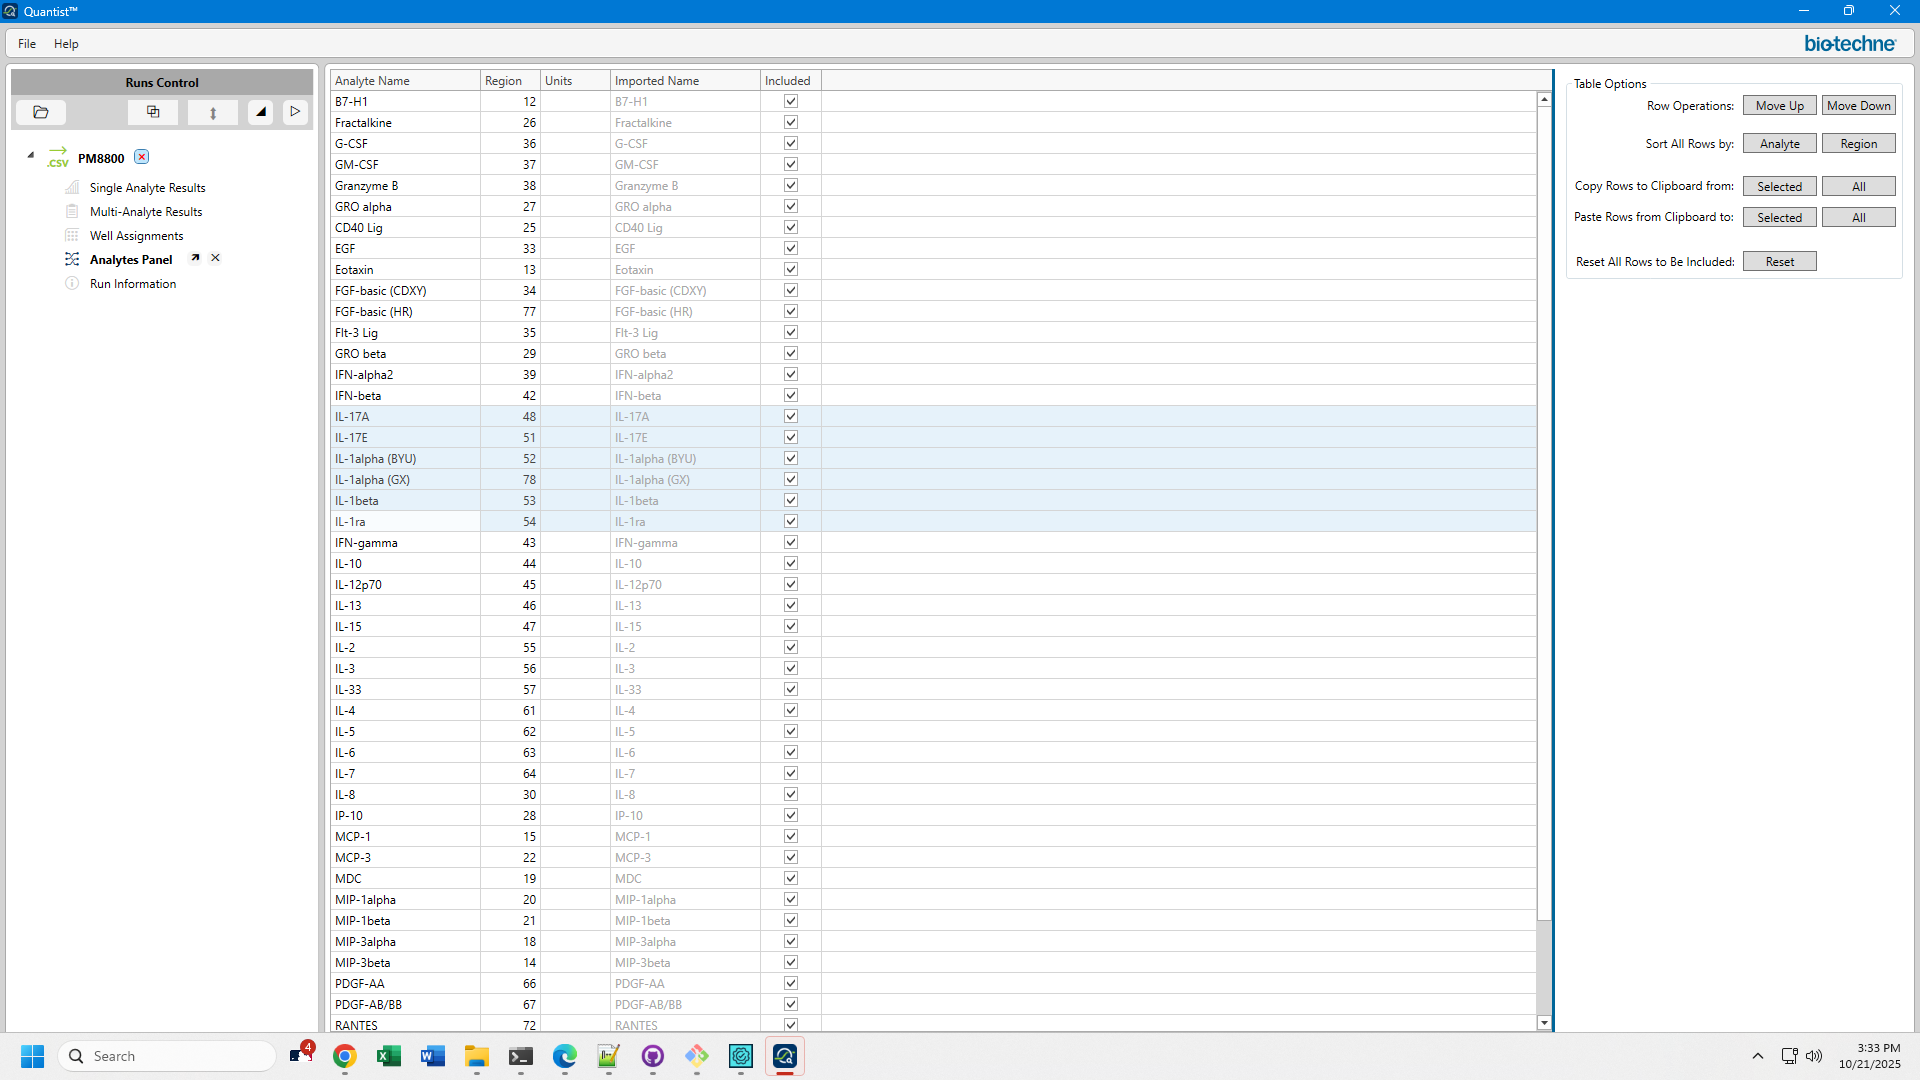 Quantist™
File Help
bio-techne
Runs Control
.CSV PM8800
Single Analyte Results
Multi-Analyte Results
Well Assignments
Analytes Panel
Run Information
Analyte Name Region Units Imported Name Included
B7-H1 12 B7-H1
Fractalkine 26 Fractalkine
G-CSF 36 G-CSF
GM-CSF 37 GM-CSF
Granzyme B 38 Granzyme B
GRO alpha 27 GRO alpha
CD40 Lig 25 CD40 Lig
EGF 33 EGF
Eotaxin 13 Eotaxin
FGF-basic (CDXY) 34 FGF-basic (CDXY)
FGF-basic (HR) 77 FGF-basic (HR)
Flt-3 Lig 35 Flt-3 Lig
GRO beta 29 GRO beta
IFN-alpha2 39 IFN-alpha2
IFN-beta 42 IFN-beta
IL-17A 48 IL-17A
IL-17E 51 IL-17E
IL-1alpha (BYU) 52 IL-1alpha (BYU)
IL-1alpha (GX) 78 IL-1alpha (GX)
IL-1beta 53 IL-1beta
IL-1ra 54 IL-1ra
IFN-gamma 43 IFN-gamma
IL-10 44 IL-10
IL-12p70 45 IL-12p70
IL-13 46 IL-13
IL-15 47 IL-15
IL-2 55 IL-2
IL-3 56 IL-3
IL-33 57 IL-33
IL-4 61 IL-4
IL-5 62 IL-5
IL-6 63 IL-6
IL-7 64 IL-7
IL-8 30 IL-8
IP-10 28 IP-10
MCP-1 15 MCP-1
MCP-3 22 MCP-3
MDC 19 MDC
MIP-1alpha 20 MIP-1alpha
MIP-1beta 21 MIP-1beta
MIP-3alpha 18 MIP-3alpha
MIP-3beta 14 MIP-3beta
PDGF-AA 66 PDGF-AA
PDGF-AB/BB 67 PDGF-AB/BB
RANTES 72 RANTES
Table Options
Row Operations: Move Up Move Down
Sort All Rows by: Analyte Region
Copy Rows to Clipboard from: Selected All
Paste Rows from Clipboard to: Selected All
Reset All Rows to Be Included: Reset
Search
4
3:33 PM
10/21/2025